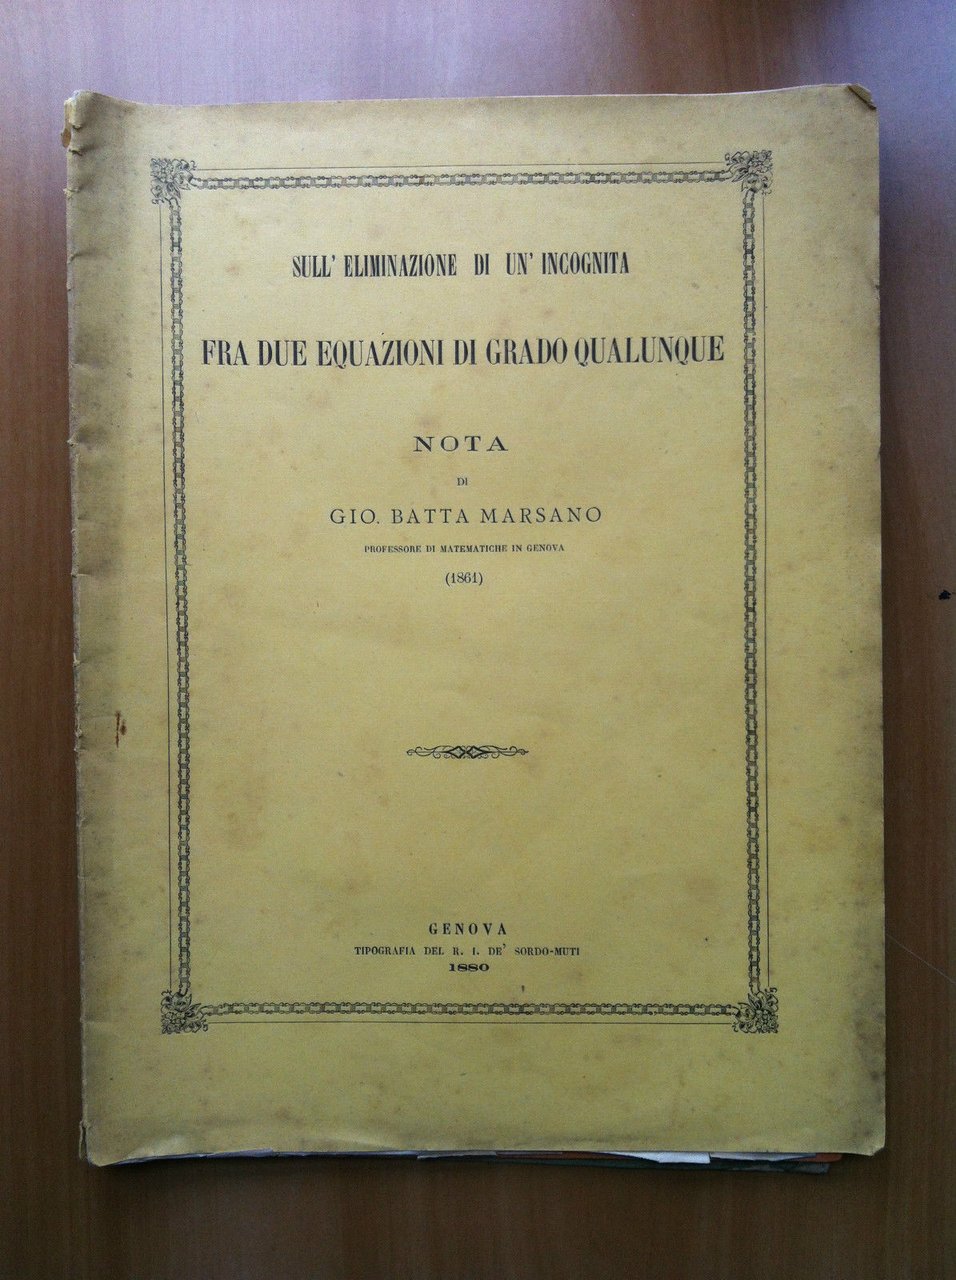 SULL' ELIMINAZIONE DI UN' INCOGNITA
FRA DUE EQUAZIONI DI GRADO QUALUNQUE
NOTA
DI
GIO. BATTA MARSANO
PROFESSORE DI MATEMATICHE IN GENOVA
(1861)
GENOVA
TIPOGRAFIA DEL R. I. DE' SORDO-MUTI
1880